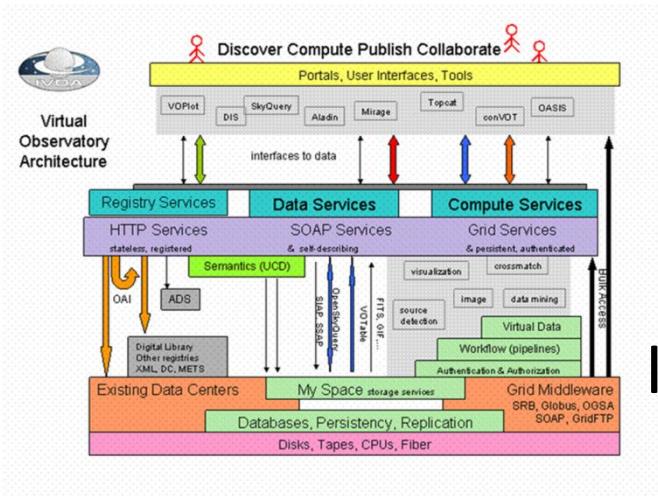 Discover Compute Publish Collaborate
IVOA
Portals, User Interfaces, Tools
Virtual
Observatory
Architecture
VOPlot
DIS
SkyQuery
Aladin
Mirage
Topcat
conVOT
OASIS
interfaces to data
Registry Services
Data Services
Compute Services
HTTP Services
stateless, registered
SOAP Services
& self-describing
Grid Services
& persistent, authenticated
Semantics (UCD)
OAI
ADS
SIAP, SSAP
OpenSkyQuery
VOTable
FITS, GIF,...
visualization
crossmatch
image
data mining
source
detection
Bulk Access
Virtual Data
Workflow (pipelines)
Authentication & Authorization
Digital Library
Other registries
XML, DC, METS
Existing Data Centers
My Space storage services
Grid Middleware
SRB, Globus, OGSA
SOAP, GridFTP
Databases, Persistency, Replication
Disks, Tapes, CPUs, Fiber